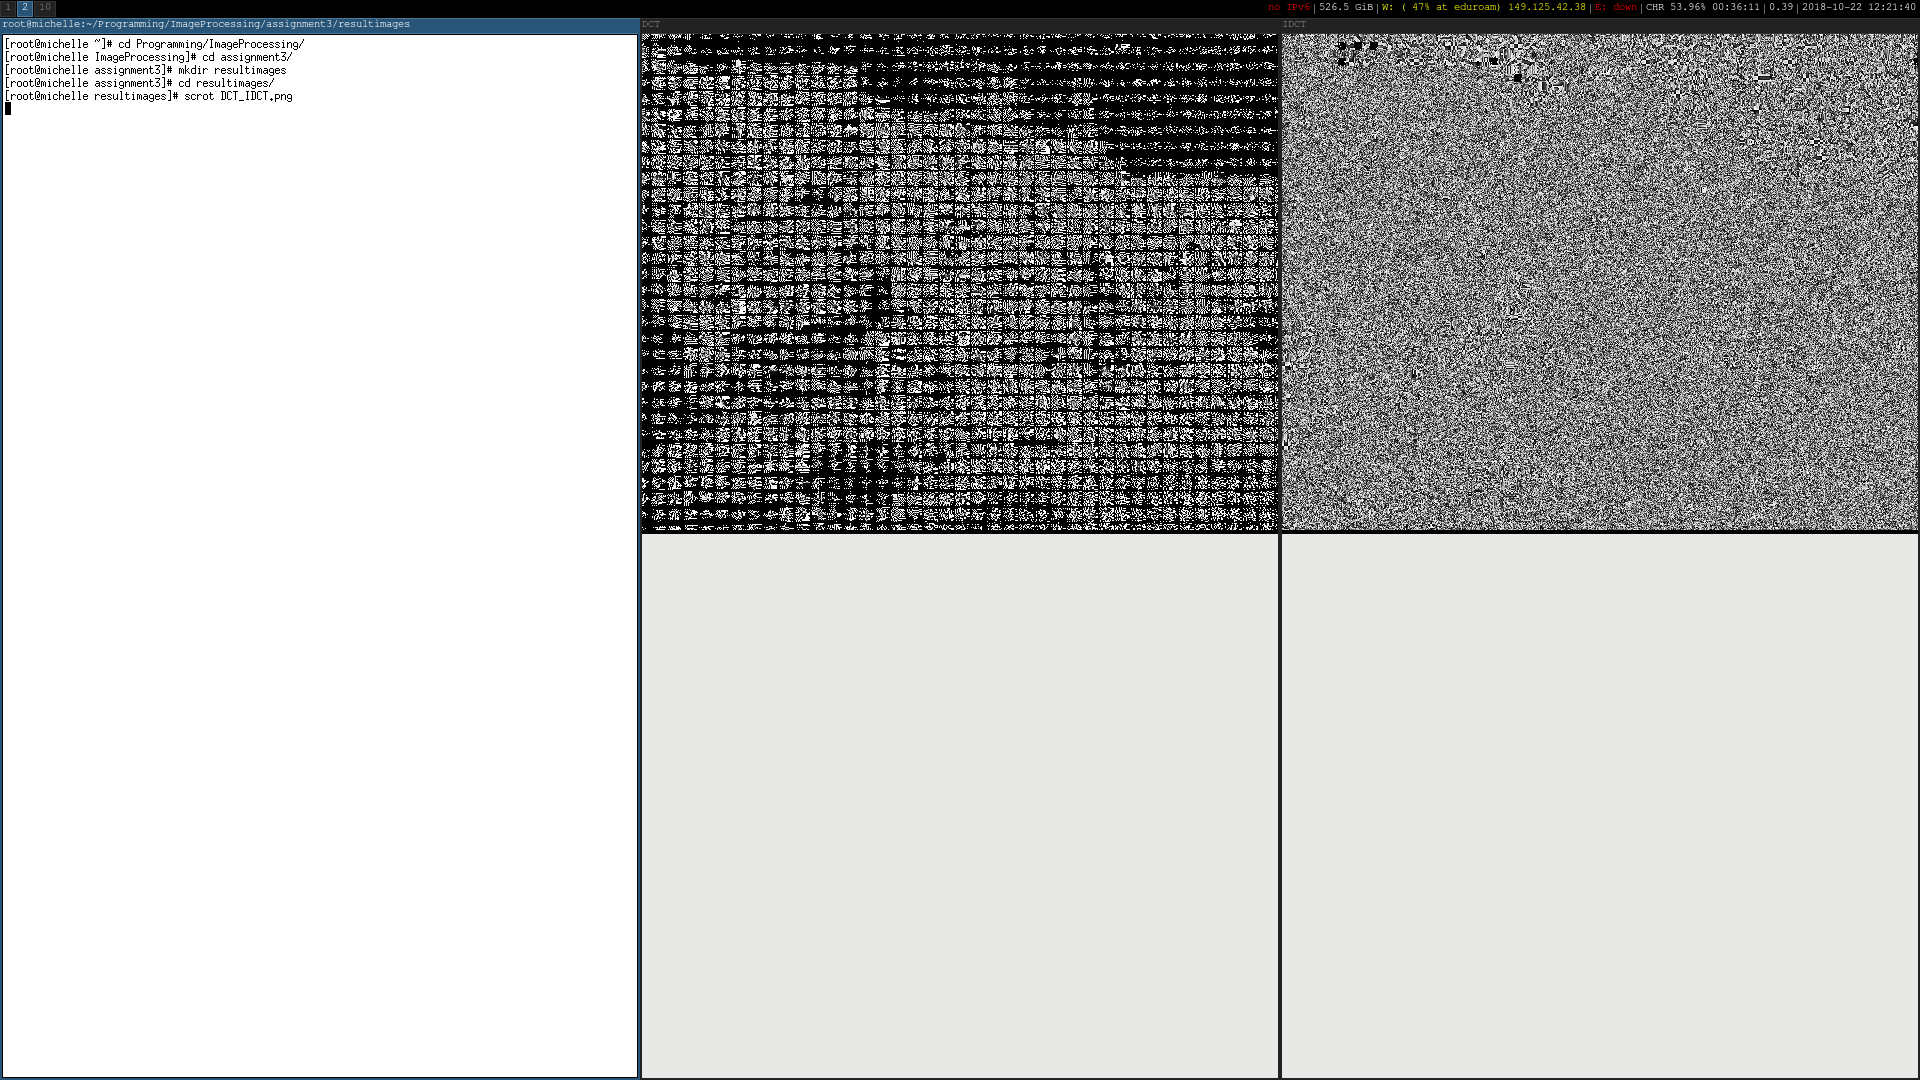 1 2 10
no IPv6 | 526.5 GiB | W: ( 47% at eduroam) 149.125.42.38 | E: down | CHR 53.96% 00:36:11 | 0.39 | 2018-10-22 12:21:40
root@michelle:~/Programming/ImageProcessing/assignment3/resultimages
DCT
IDCT
[root@michelle ~]# cd Programming/ImageProcessing/
[root@michelle ImageProcessing]# cd assignment3/
[root@michelle assignment3]# mkdir resultimages
[root@michelle assignment3]# cd resultimages/
[root@michelle resultimages]# scrot DCT_IDCT.png